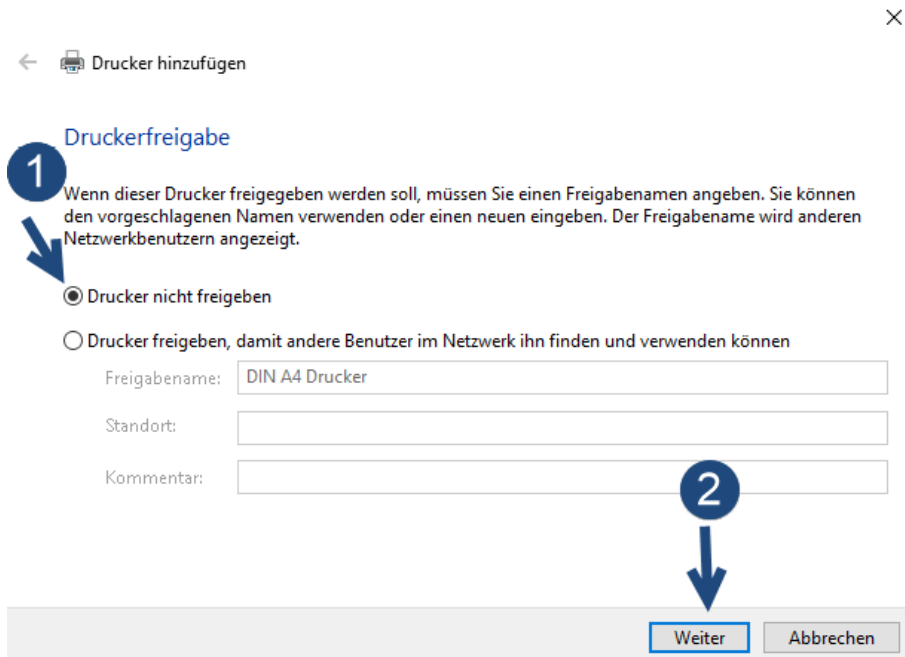 Drucker hinzufügen
Druckerfreigabe
1
Wenn dieser Drucker freigegeben werden soll, müssen Sie einen Freigabenamen angeben. Sie können
den vorgeschlagenen Namen verwenden oder einen neuen eingeben. Der Freigabename wird anderen
Netzwerkbenutzern angezeigt.
Drucker nicht freigeben
Drucker freigeben, damit andere Benutzer im Netzwerk ihn finden und verwenden können
Freigabename: DIN A4 Drucker
Standort:
Kommentar:
2
Weiter Abbrechen